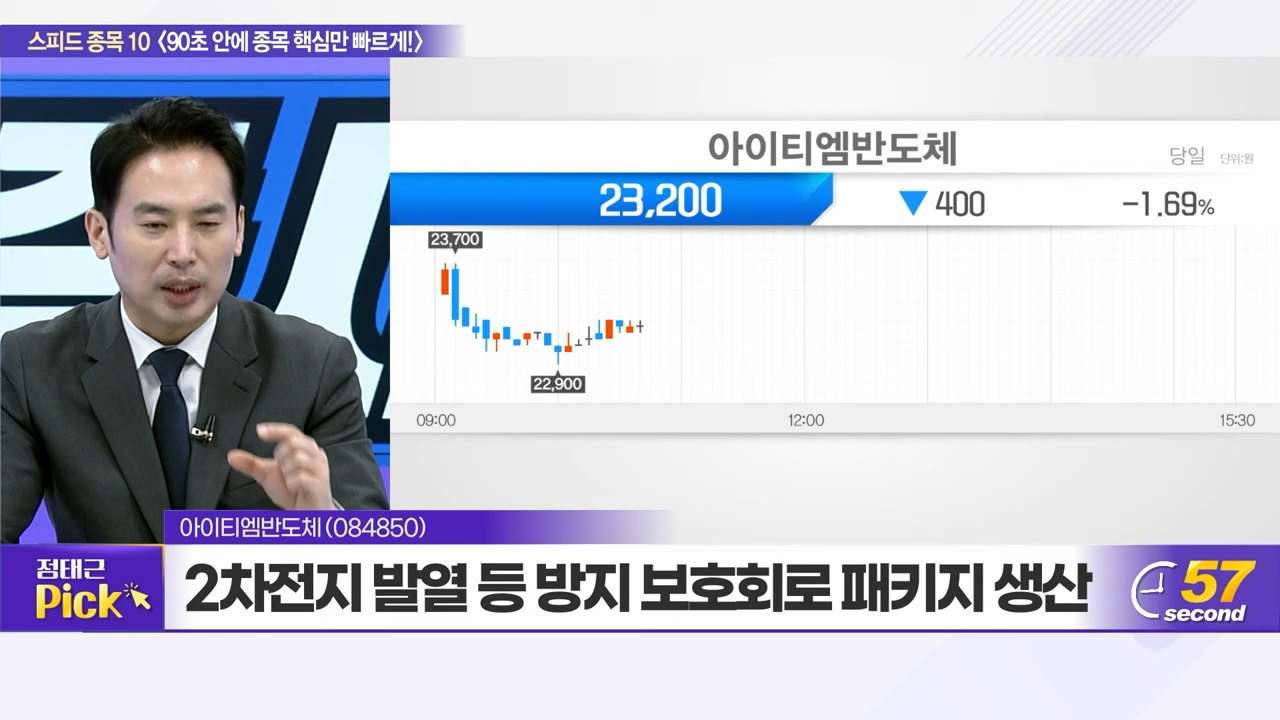 스피드 종목 10 〈90초 안에 종목 핵심만 빠르게!〉
아이티엠반도체
당일 단위:원
23,200 ▼ 400 -1.69%
23,700
22,900
09:00 12:00 15:30
아이티엠반도체(084850)
정태근
Pick
2차전지 발열 등 방지 보호회로 패키지 생산
57
second